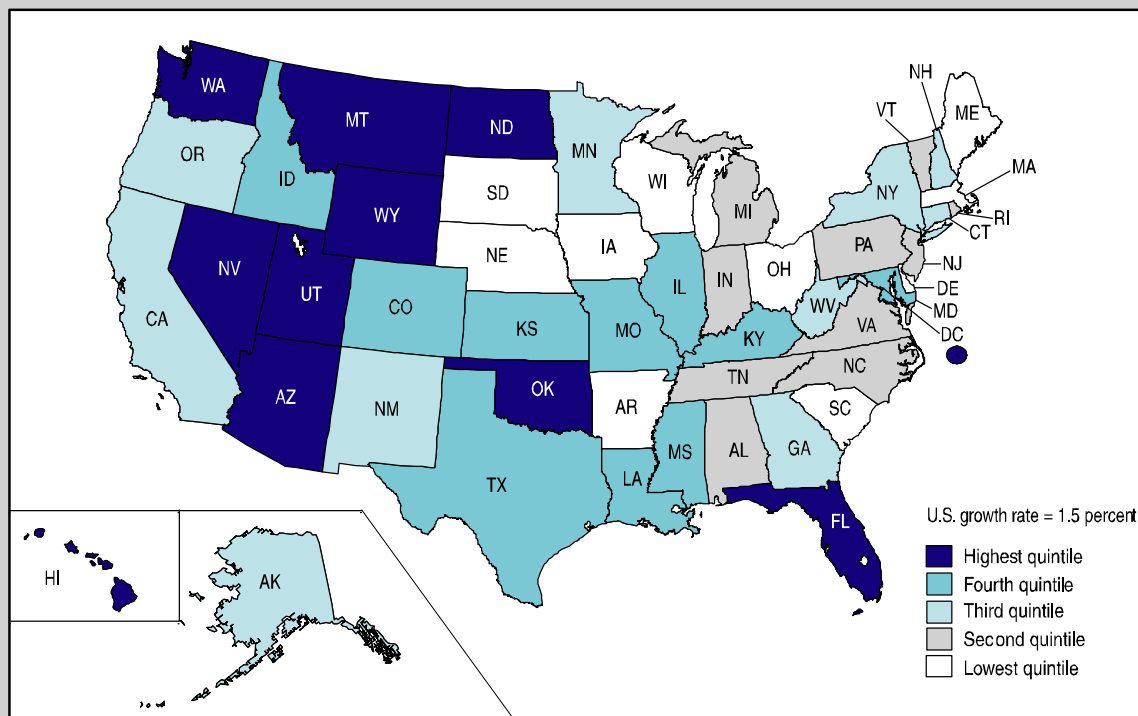 WA
MT
ND
MN
OR
ID
WY
SD
WI
MI
NH
VT
ME
MA
NY
RI
CT
NV
UT
CO
NE
IA
IL
IN
OH
PA
NJ
DE
MD
DC
CA
AZ
NM
KS
MO
KY
WV
VA
OK
AR
TN
NC
SC
TX
LA
MS
AL
GA
FL
HI
AK
U.S. growth rate = 1.5 percent
Highest quintile
Fourth quintile
Third quintile
Second quintile
Lowest quintile